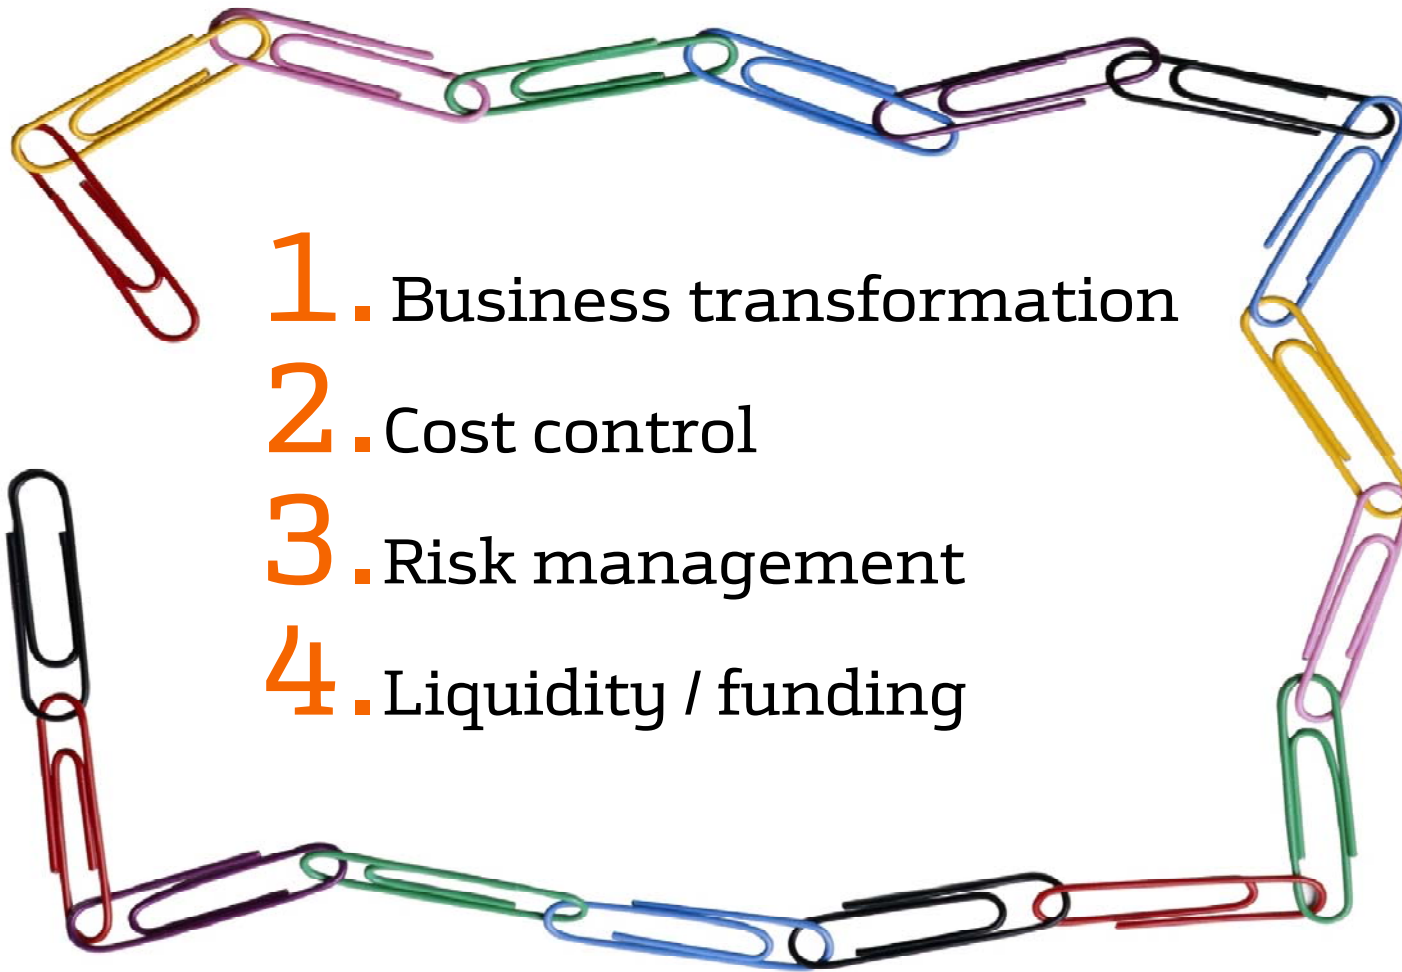 1. Business transformation
2. Cost control
3. Risk management
4. Liquidity / funding